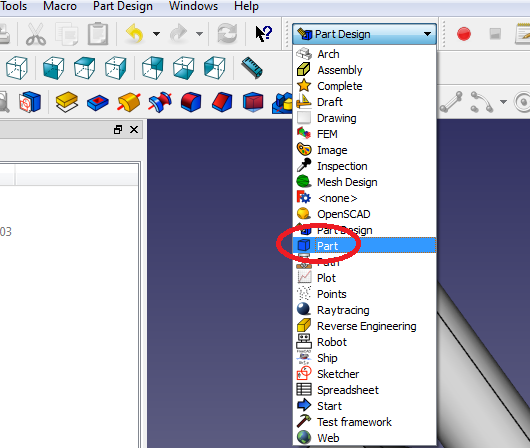 Tools Macro Part Design Windows Help
Part Design
Arch
Assembly
Complete
Draft
Drawing
FEM
Image
Inspection
Mesh Design
<none>
OpenSCAD
Part Design
Part
Path
Plot
Points
Raytracing
Reverse Engineering
Robot
Ship
Sketcher
Spreadsheet
Start
Test framework
Web
03